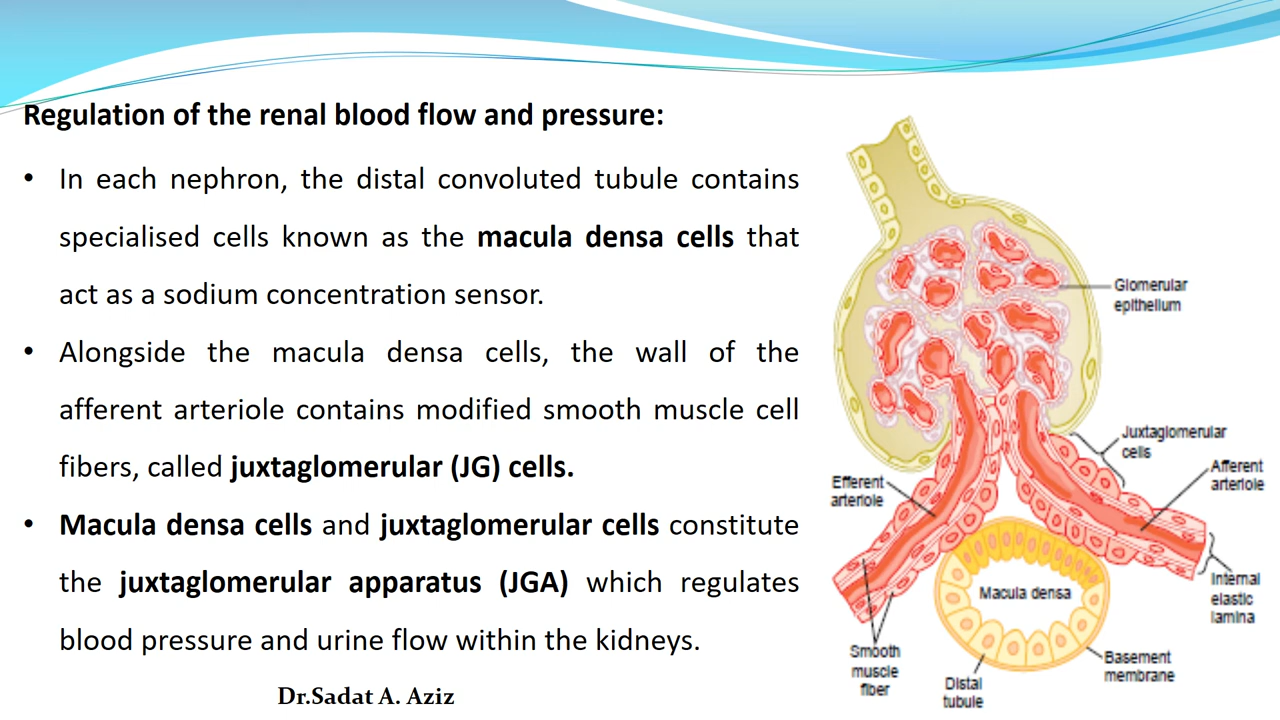 Regulation of the renal blood flow and pressure:
• In each nephron, the distal convoluted tubule contains
specialised cells known as the macula densa cells that
act as a sodium concentration sensor.
• Alongside the macula densa cells, the wall of the
afferent arteriole contains modified smooth muscle cell
fibers, called juxtaglomerular (JG) cells.
• Macula densa cells and juxtaglomerular cells constitute
the juxtaglomerular apparatus (JGA) which regulates
blood pressure and urine flow within the kidneys.
Dr.Sadat A. Aziz
Glomerular
epithelium
Juxtaglomerular
cells
Afferent
arteriole
Efferent
arteriole
Internal
elastic
lamina
Macula densa
Smooth
muscle
fiber
Basement
membrane
Distal
tubule